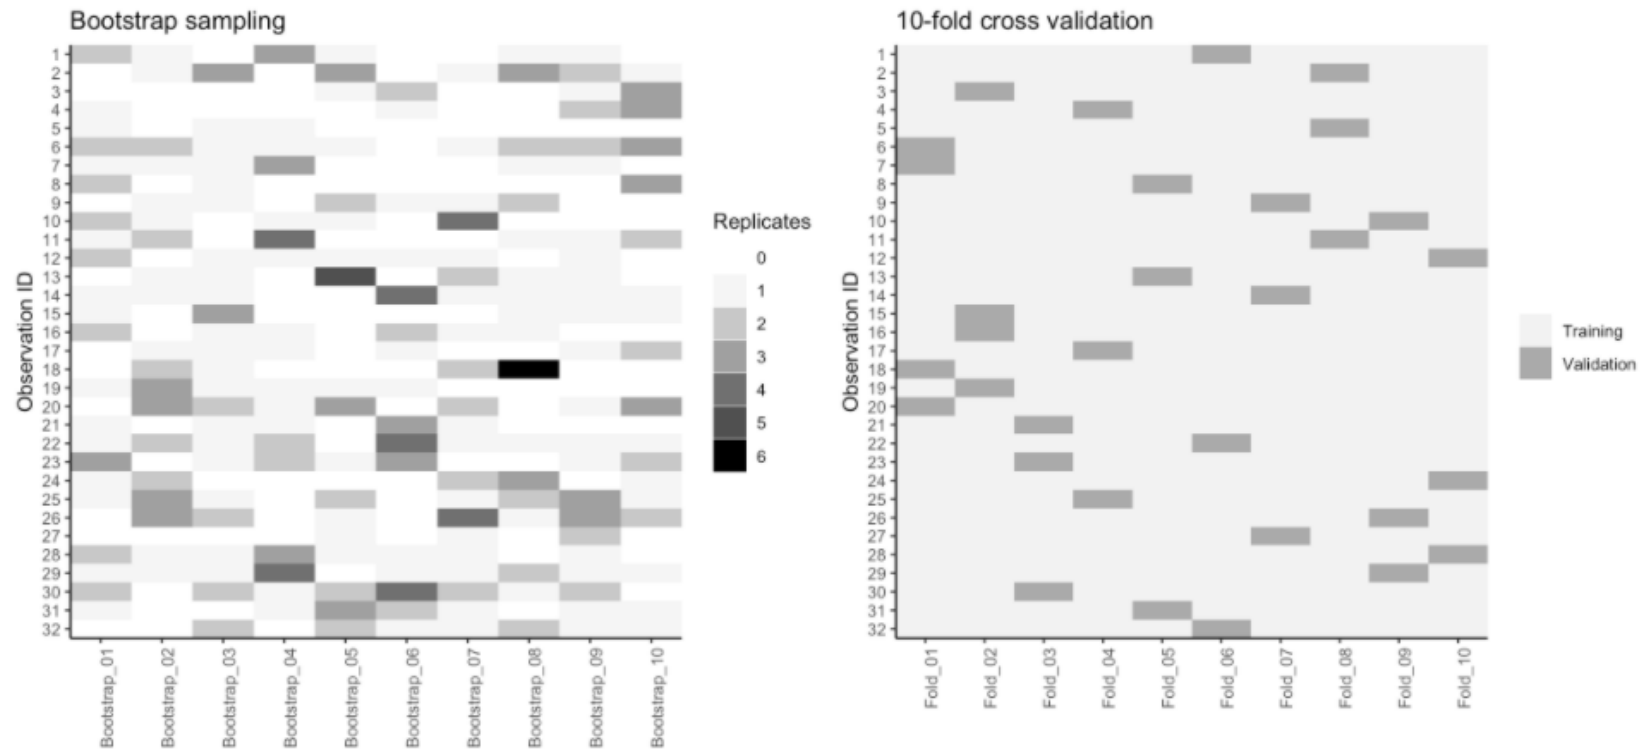 Bootstrap sampling
Observation ID
1
2
3
4
5
6
7
8
9
10
11
12
13
14
15
16
17
18
19
20
21
22
23
24
25
26
27
28
29
30
31
32
Bootstrap_01
Bootstrap_02
Bootstrap_03
Bootstrap_04
Bootstrap_05
Bootstrap_06
Bootstrap_07
Bootstrap_08
Bootstrap_09
Bootstrap_10
Replicates
0
1
2
3
4
5
6
10-fold cross validation
Observation ID
1
2
3
4
5
6
7
8
9
10
11
12
13
14
15
16
17
18
19
20
21
22
23
24
25
26
27
28
29
30
31
32
Fold_01
Fold_02
Fold_03
Fold_04
Fold_05
Fold_06
Fold_07
Fold_08
Fold_09
Fold_10
Training
Validation